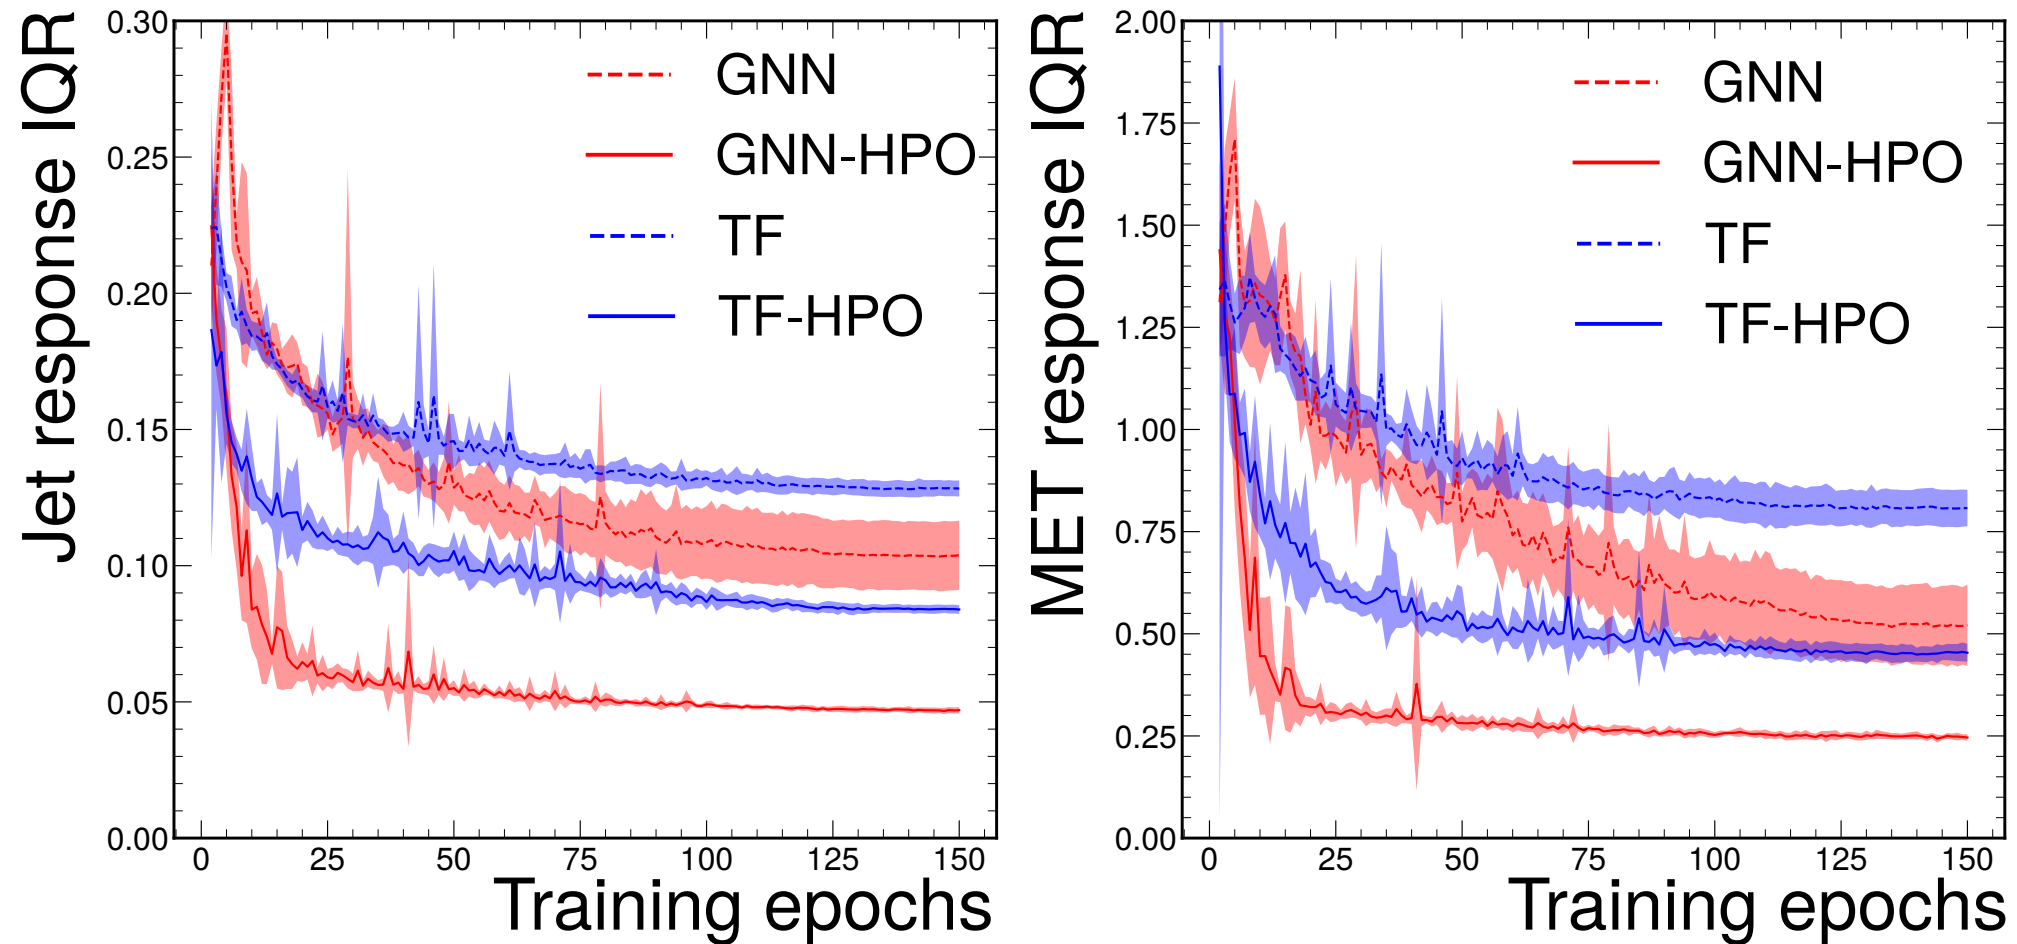 Jet response IQR
0.30
0.25
0.20
0.15
0.10
0.05
0.00
GNN
GNN-HPO
TF
TF-HPO
0 25 50 75 100 125 150
Training epochs
MET response IQR
2.00
1.75
1.50
1.25
1.00
0.75
0.50
0.25
0.00
GNN
GNN-HPO
TF
TF-HPO
0 25 50 75 100 125 150
Training epochs